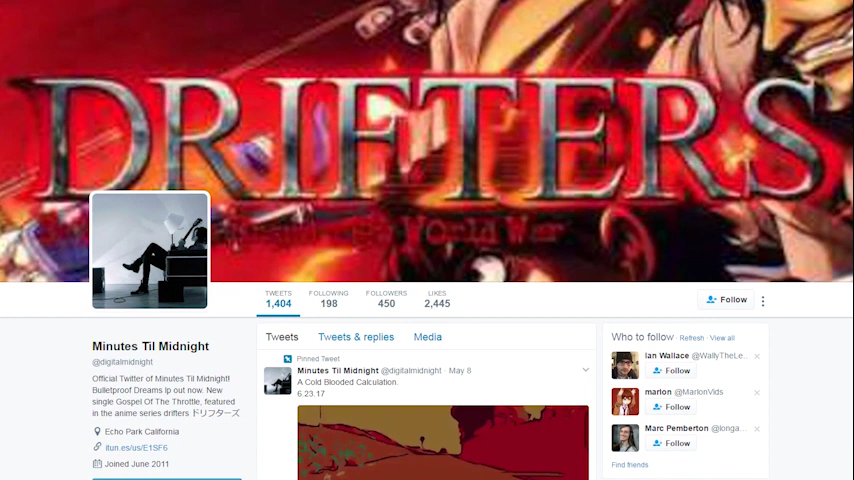 DRIFTERS
World War
TWEETS
1,404
FOLLOWING
198
FOLLOWERS
450
LIKES
2,445
Follow
Minutes Til Midnight
@digitalmidnight
Official Twitter of Minutes Til Midnight!
Bulletproof Dreams lp out now. New
single Gospel Of The Throttle, featured
in the anime series drifters ドリフターズ
Echo Park California
itun.es/us/E1SF6
Joined June 2011
Tweets
Tweets & replies
Media
Pinned Tweet
Minutes Til Midnight @digitalmidnight · May 8
A Cold Blooded Calculation.
6.23.17
Who to follow · Refresh · View all
Ian Wallace @WallyTheLe...
Follow
marlon @MarlonVids
Follow
Marc Pemberton @longa...
Follow
Find friends